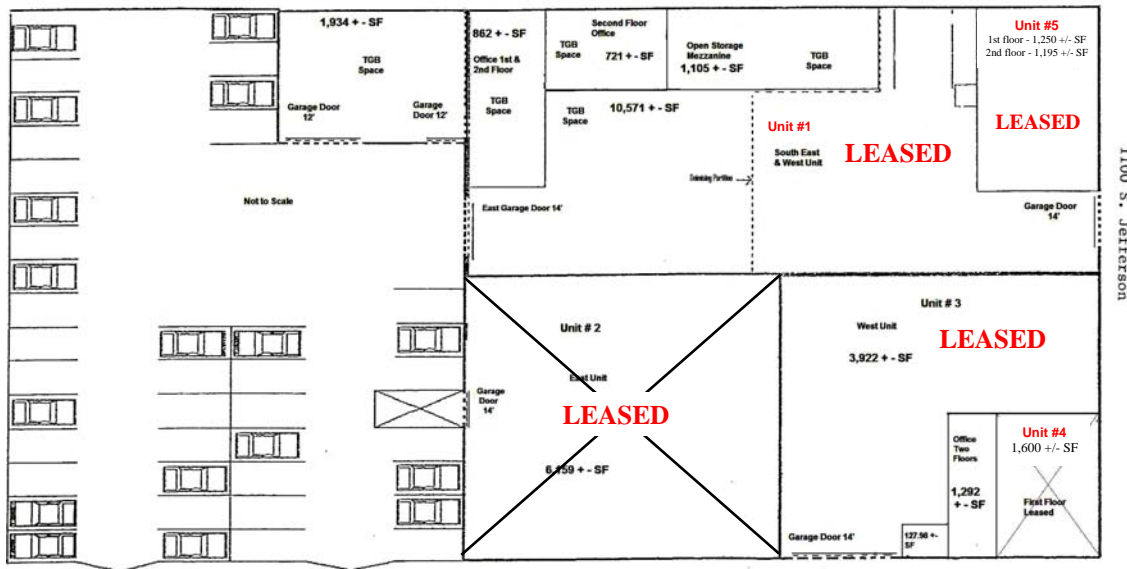 1,934 + - SF
TGB
Space
Garage Door
12'
Garage
Door 12'
862 + - SF
Office 1st &
2nd Floor
TGB
Space
Second Floor
Office
TGB
Space
721 + - SF
Open Storage
Mezzanine
1,105 + - SF
TGB
Space
TGB
Space
10,571 + - SF
Unit #1
South East
& West Unit
LEASED
Unit #5
1st floor - 1,250 +/- SF
2nd floor - 1,195 +/- SF
LEASED
Not to Scale
East Garage Door 14'
Partition
Garage Door
14'
1100 S. Jefferson
Unit # 2
East Unit
LEASED
6,159 + - SF
Garage
Door
14'
Unit # 3
West Unit
LEASED
3,922 + - SF
Office
Two
Floors
1,292
+ - SF
Unit #4
1,600 +/- SF
First Floor
Leased
Garage Door 14'
127.98 +-
SF